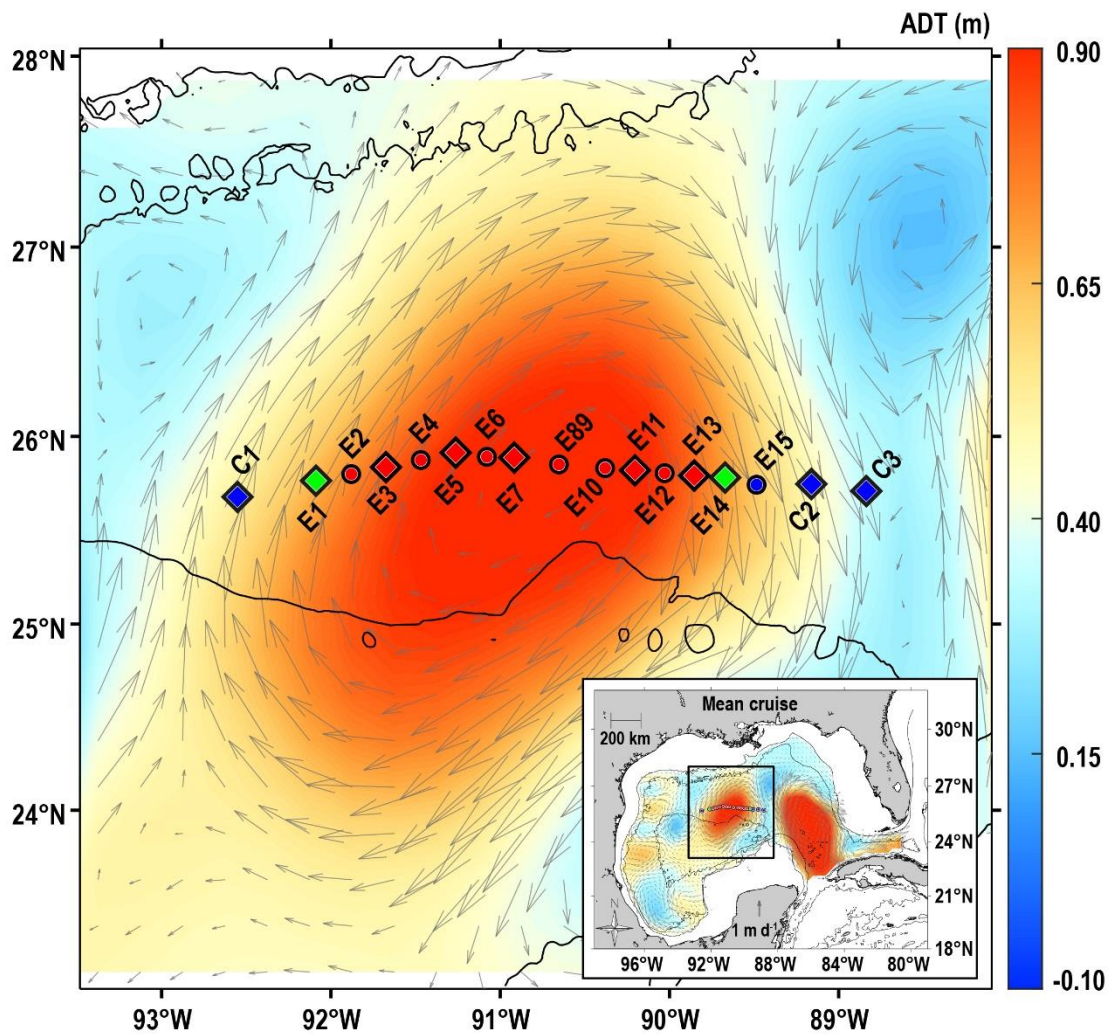 ADT (m)
28°N
27°N
26°N
25°N
24°N
93°W
92°W
91°W
90°W
89°W
0.90
0.65
0.40
0.15
-0.10
C1
E1
E2
E3
E4
E5
E6
E7
E89
E10
E11
E12
E13
E14
E15
C2
C3
Mean cruise
200 km
N
1 m d⁻¹
30°N
27°N
24°N
21°N
18°N
96°W
92°W
88°W
84°W
80°W